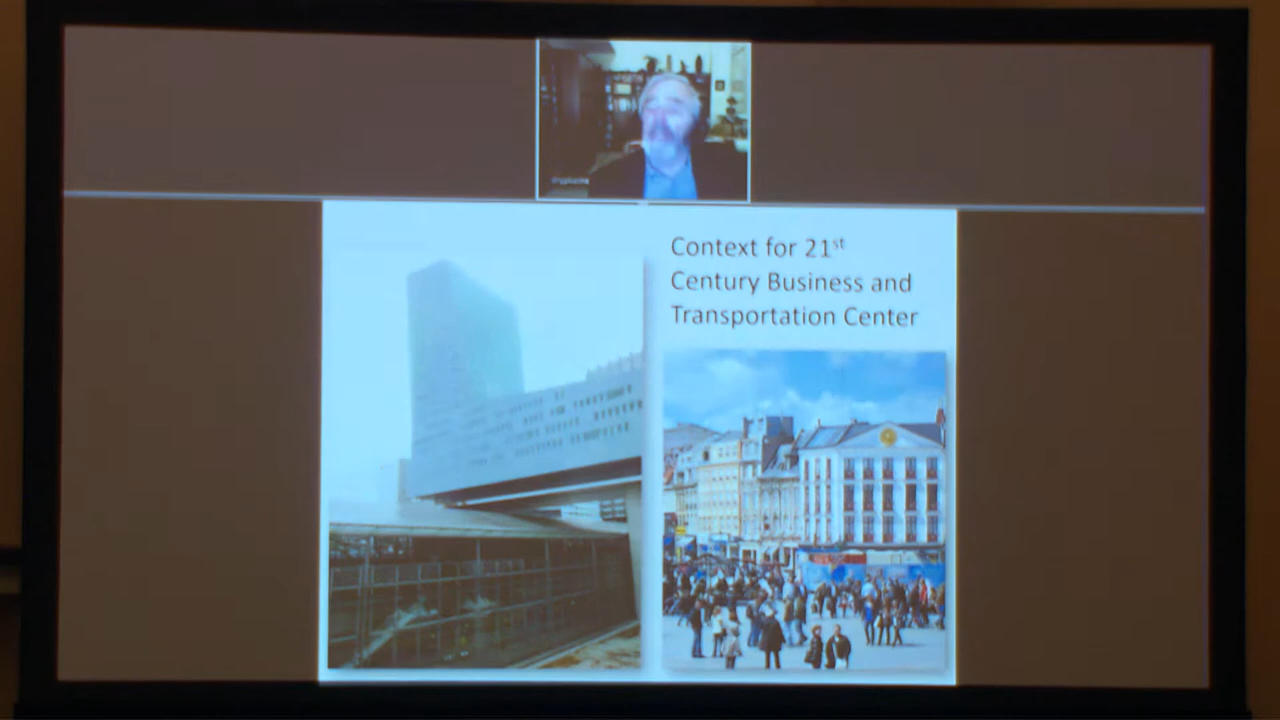 Context for 21st
Century Business and
Transportation Center